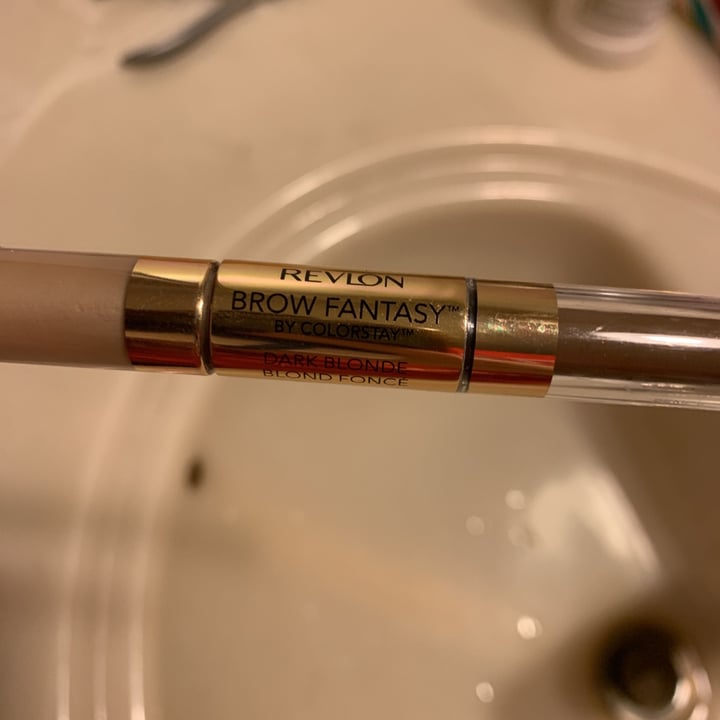 REVLON
BROW FANTASY™
BY COLORSTAY™
DARK BLONDE
BLOND FONCÉ